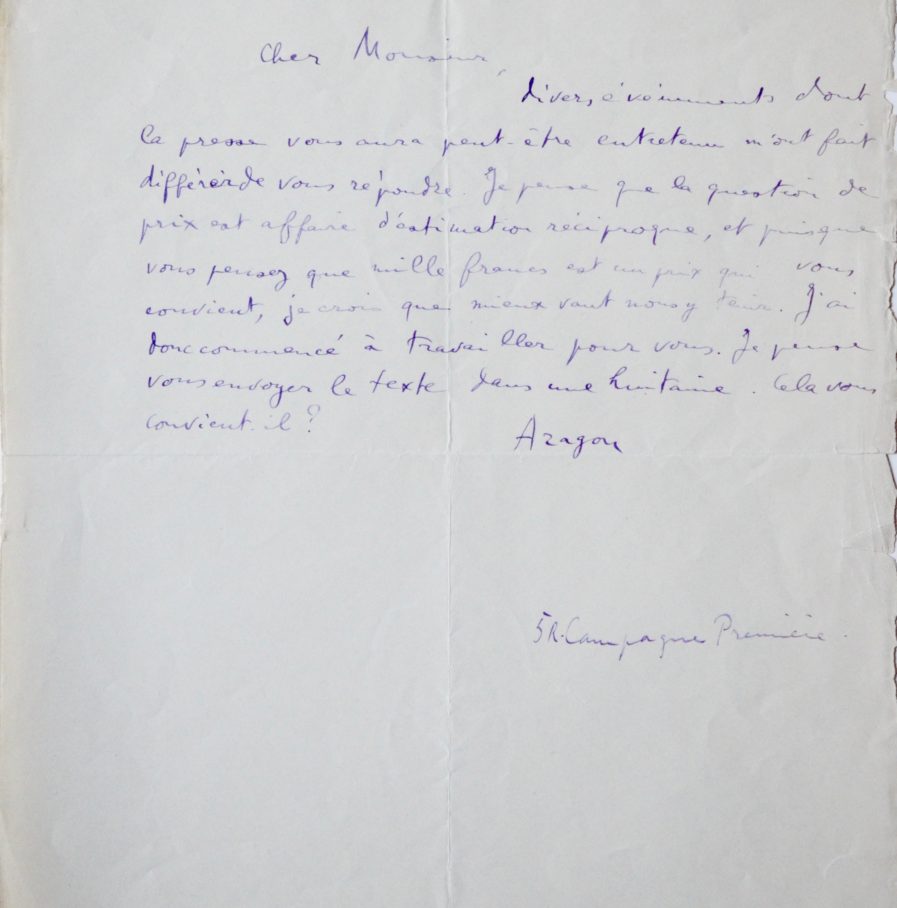 Cher Monsieur,
divers événements dont
la presse vous aura peut-être entretenu m'ont fait
différer de vous répondre. Je pense que la question de
prix est affaire d'estimation réciproque, et puisque
vous pensez que mille francs est un prix qui vous
convient, je crois que mieux vaut nous y tenir. J'ai
donc commencé à travailler pour vous. Je pense
vous envoyer le texte dans une huitaine. Cela vous
convient-il ?
Aragon
5 R. Campagne Première.